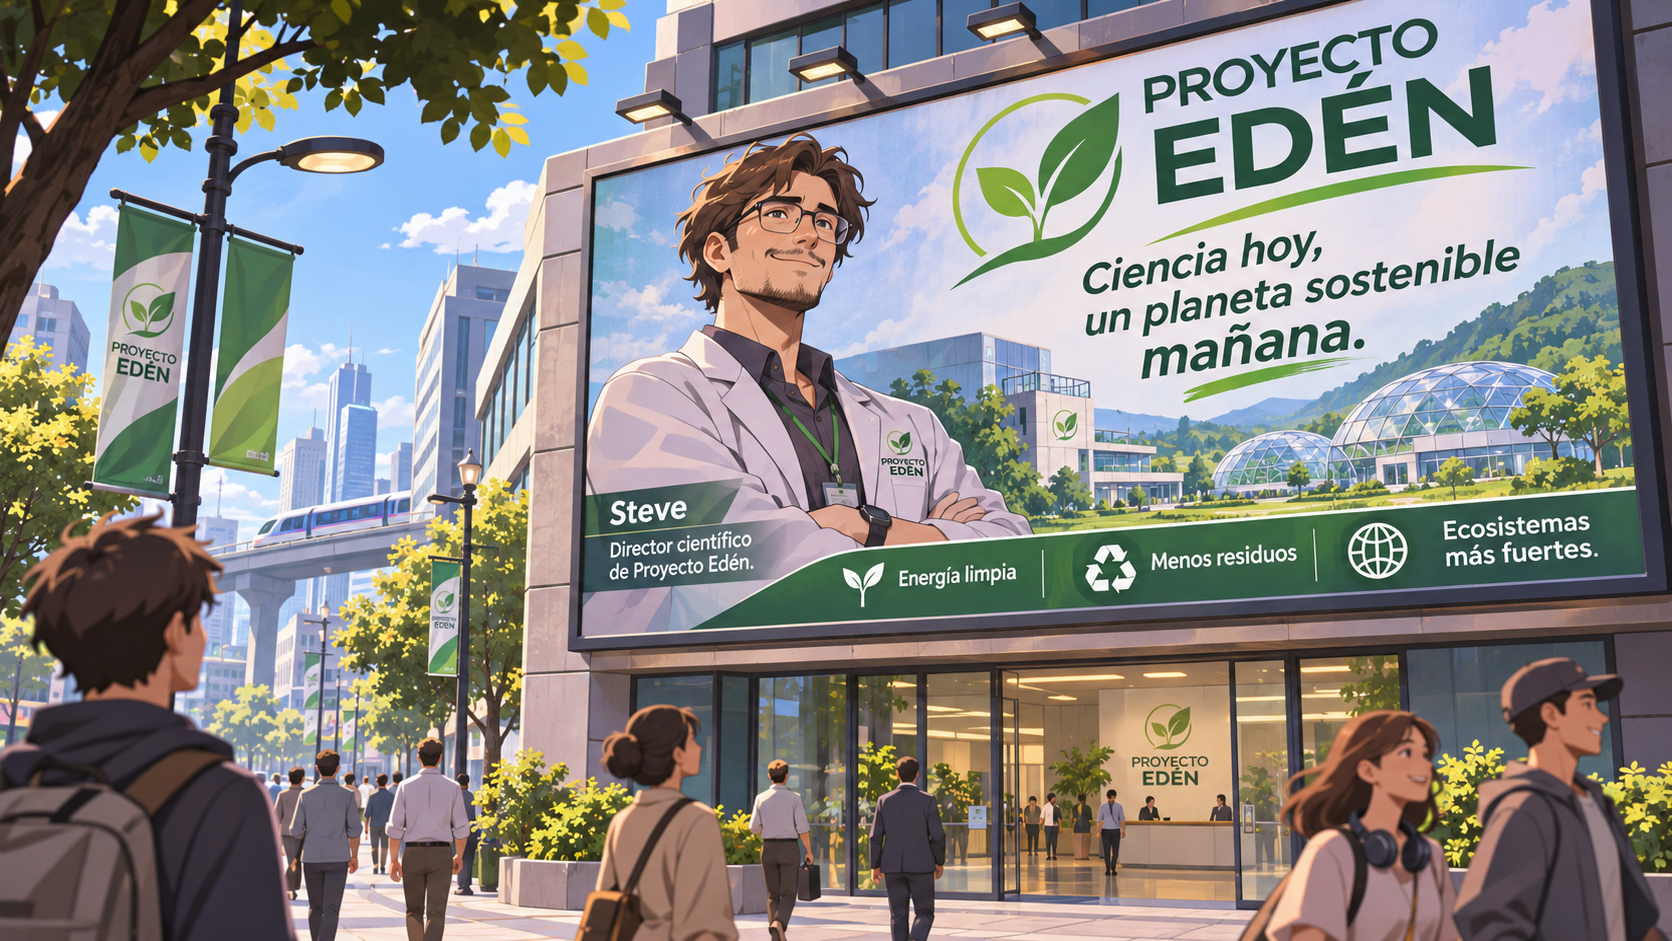 PROYECTO
EDÉN
Ciencia hoy,
un planeta sostenible
mañana.
Steve
Director científico
de Proyecto Edén.
PROYECTO
EDÉN
Energía limpia
Menos residuos
Ecosistemas
más fuertes.
PROYECTO
EDÉN
PROYECTO
EDÉN
EDÉN